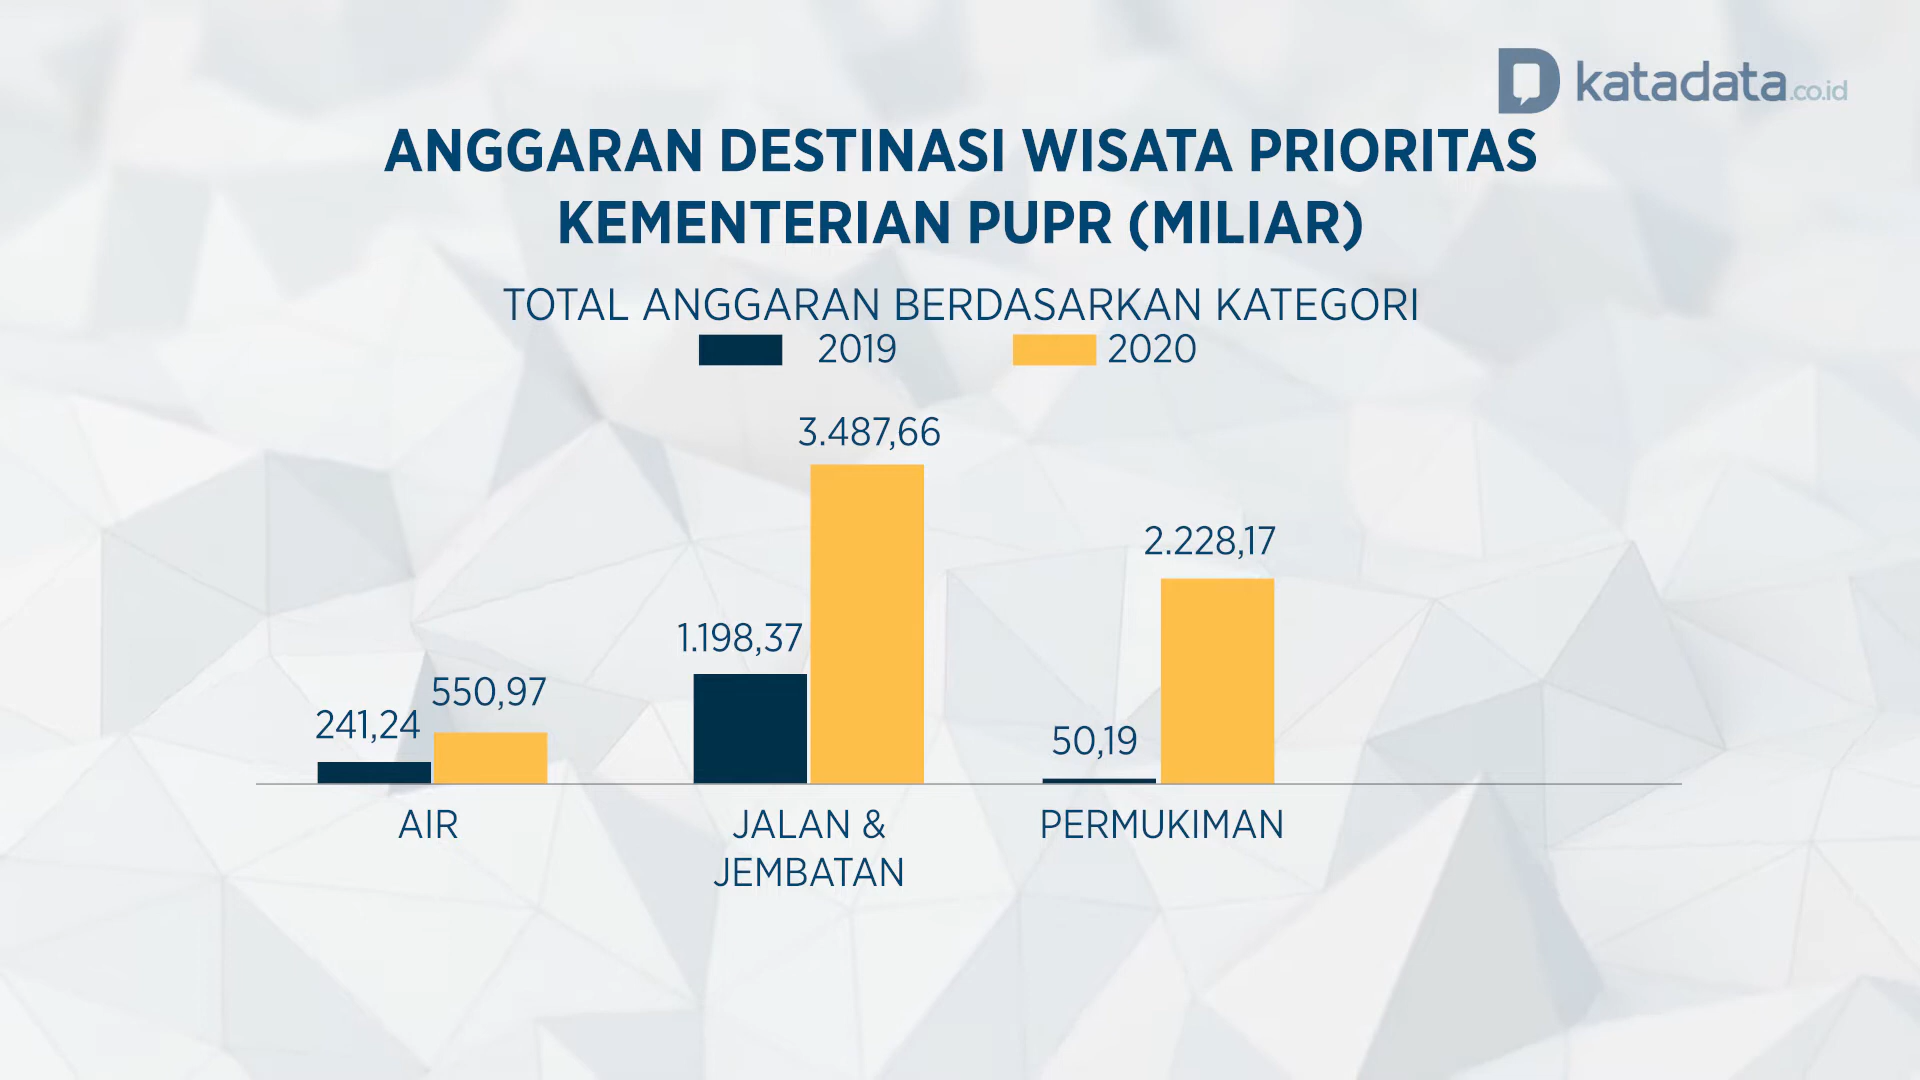 katadata.co.id
ANGGARAN DESTINASI WISATA PRIORITAS
KEMENTERIAN PUPR (MILIAR)
TOTAL ANGGARAN BERDASARKAN KATEGORI
2019 2020
3.487,66
2.228,17
1.198,37
550,97
241,24
50,19
AIR
JALAN &
JEMBATAN
PERMUKIMAN